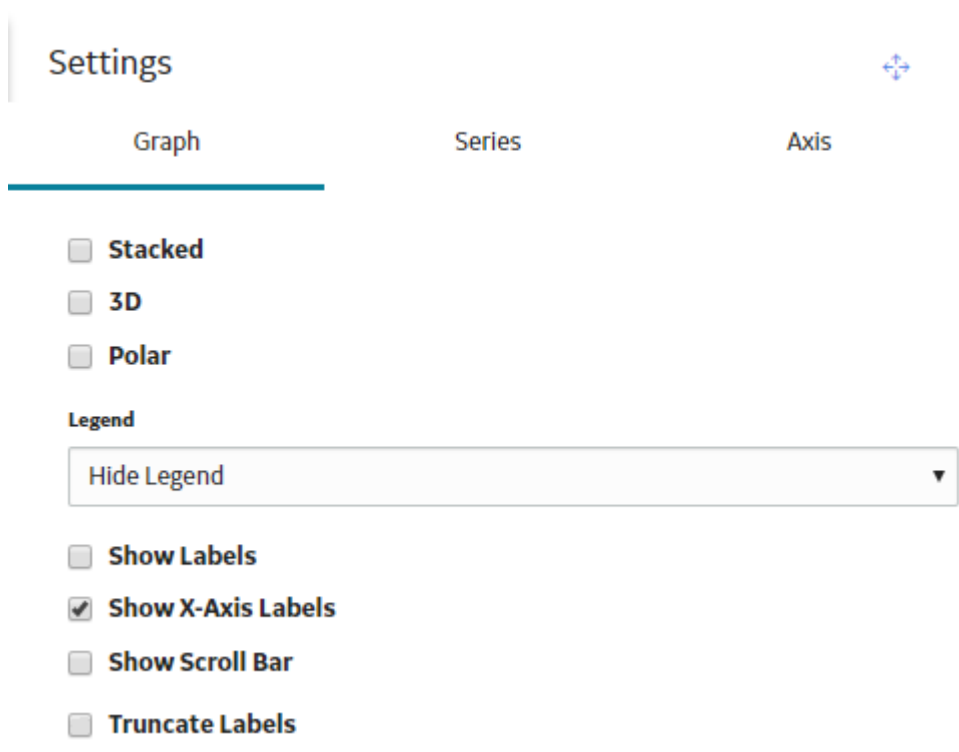 Settings
Graph Series Axis
Stacked
3D
Polar
Legend
Hide Legend
Show Labels
Show X-Axis Labels
Show Scroll Bar
Truncate Labels